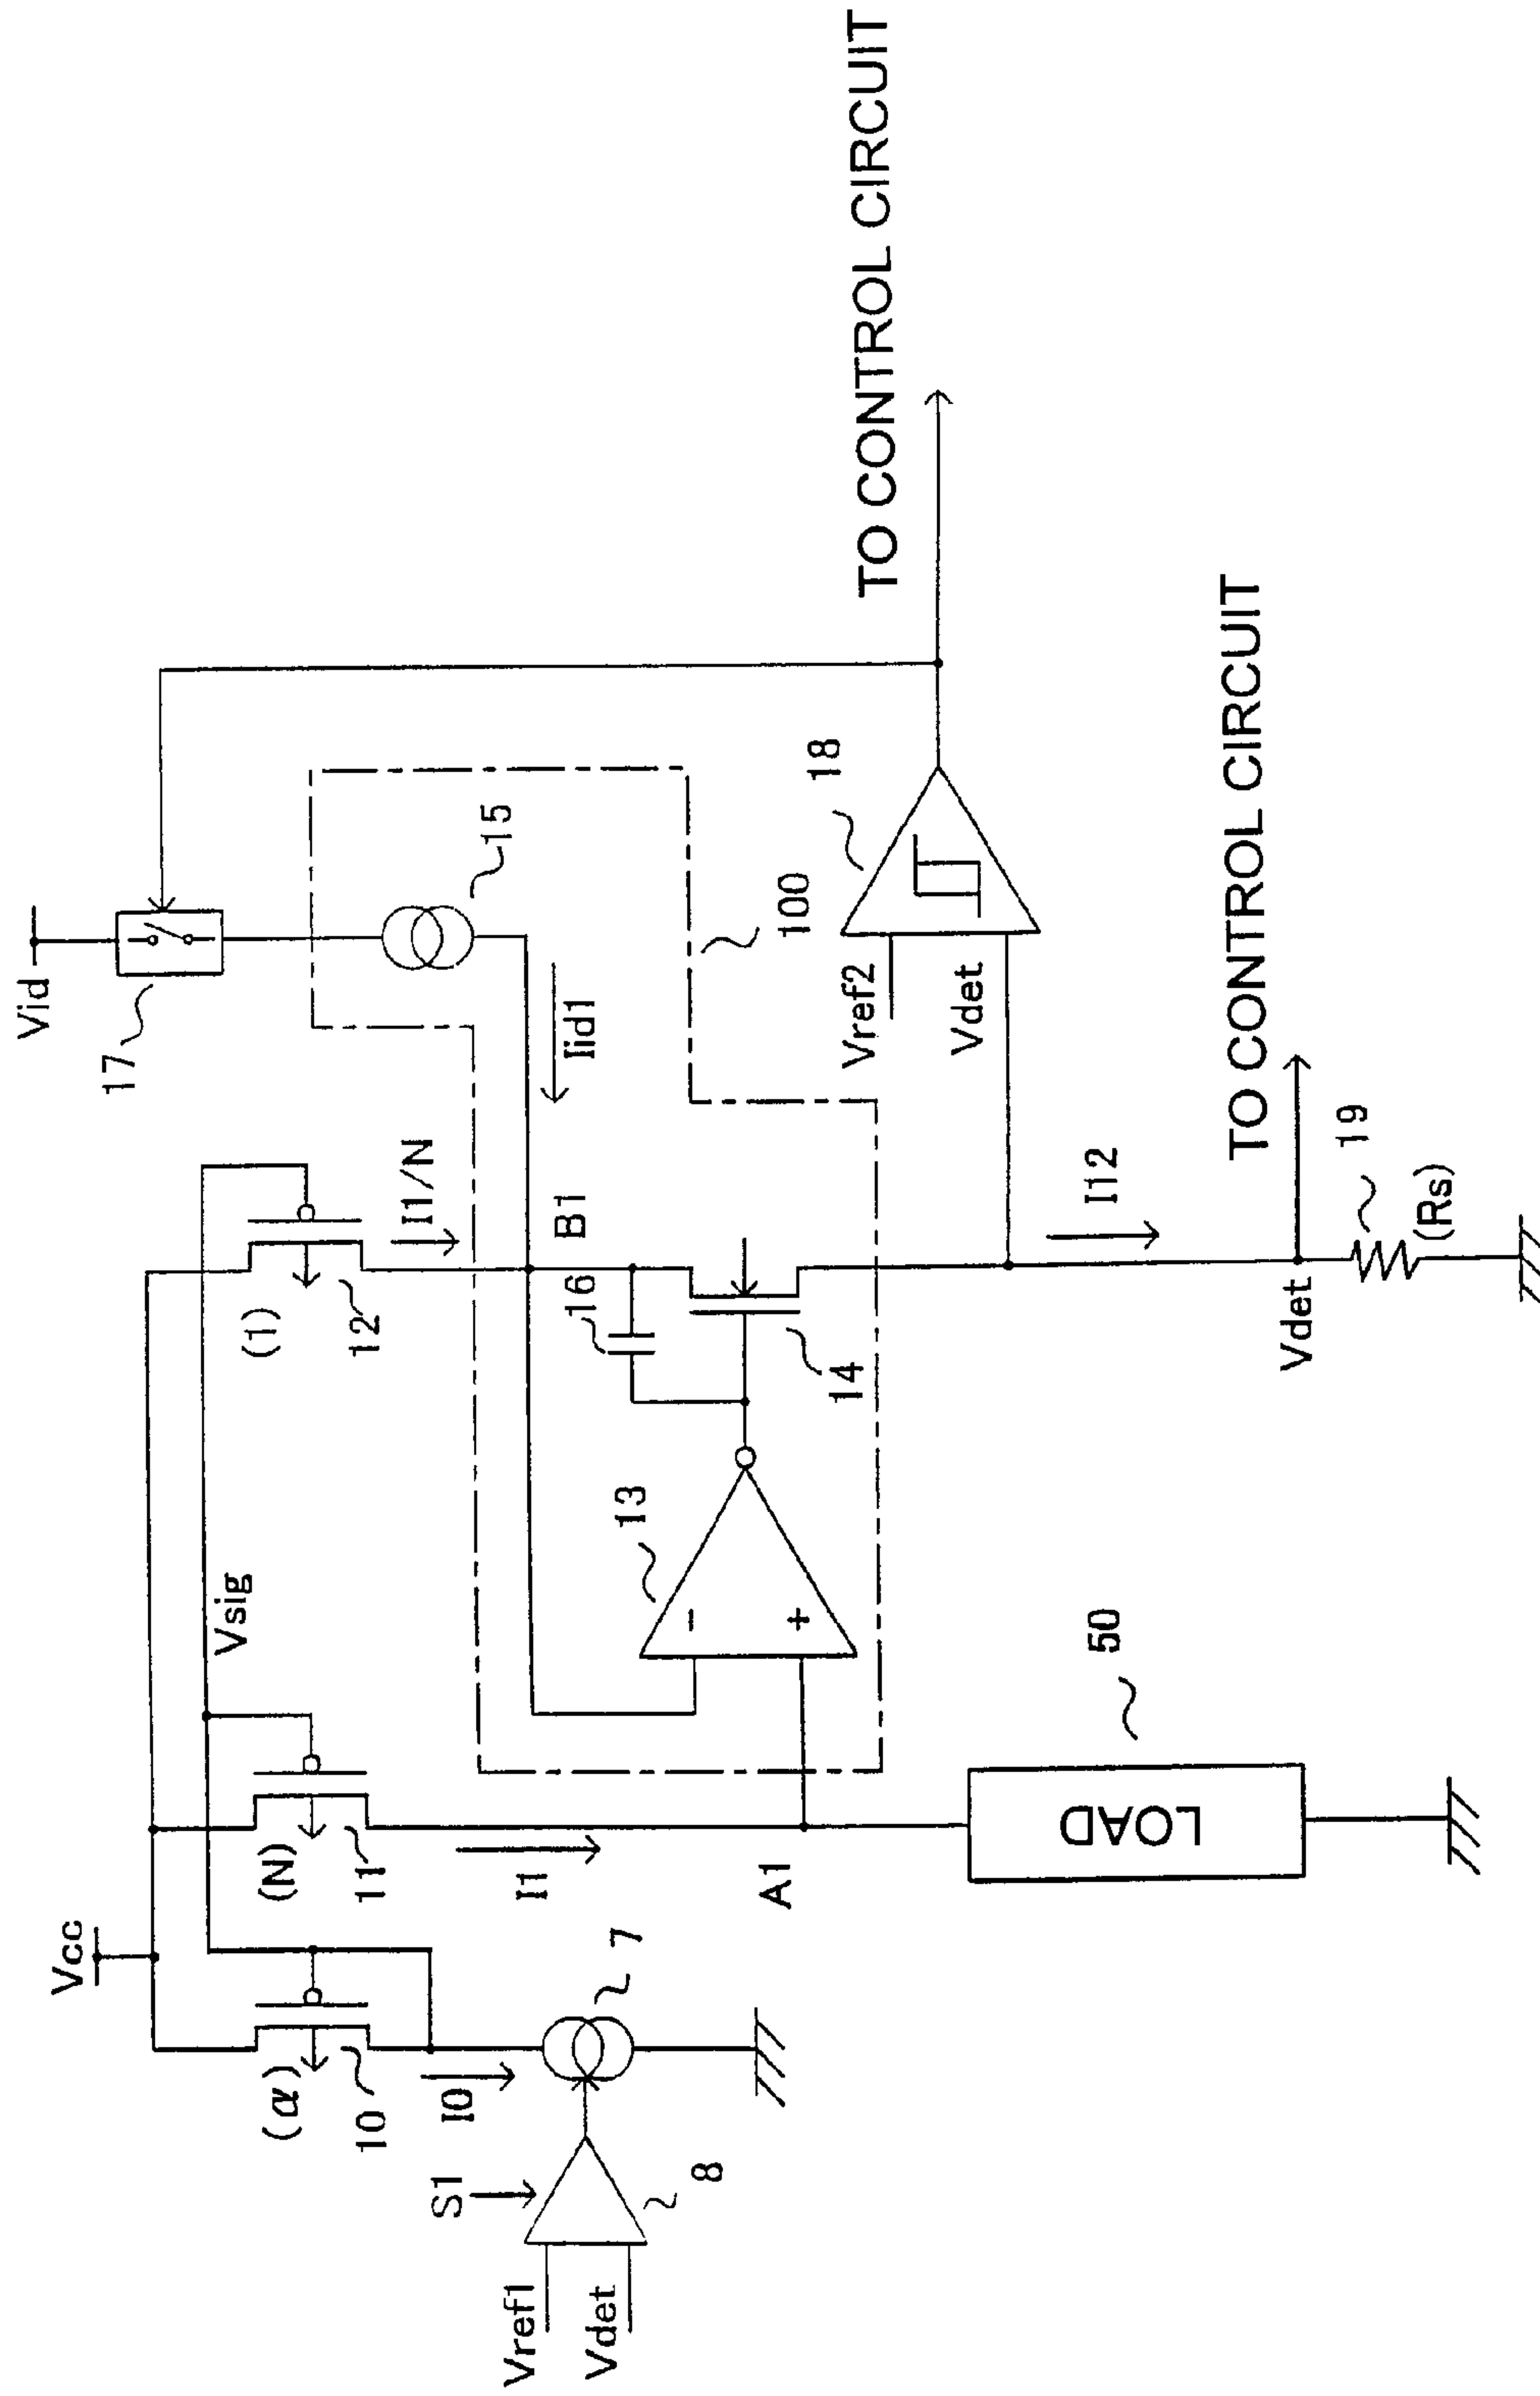 Vcc
Vid
17
Vsig
(α)
10
(N)
11
(1)
12
I0
I1
I1/N
Iid1
15
S1
Vref1
Vdet
8
7
A1
B1
13
-
+
16
14
100
18
Vref2
Vdet
TO CONTROL CIRCUIT
I12
50
LOAD
Vdet
19
(Rs)
TO CONTROL CIRCUIT